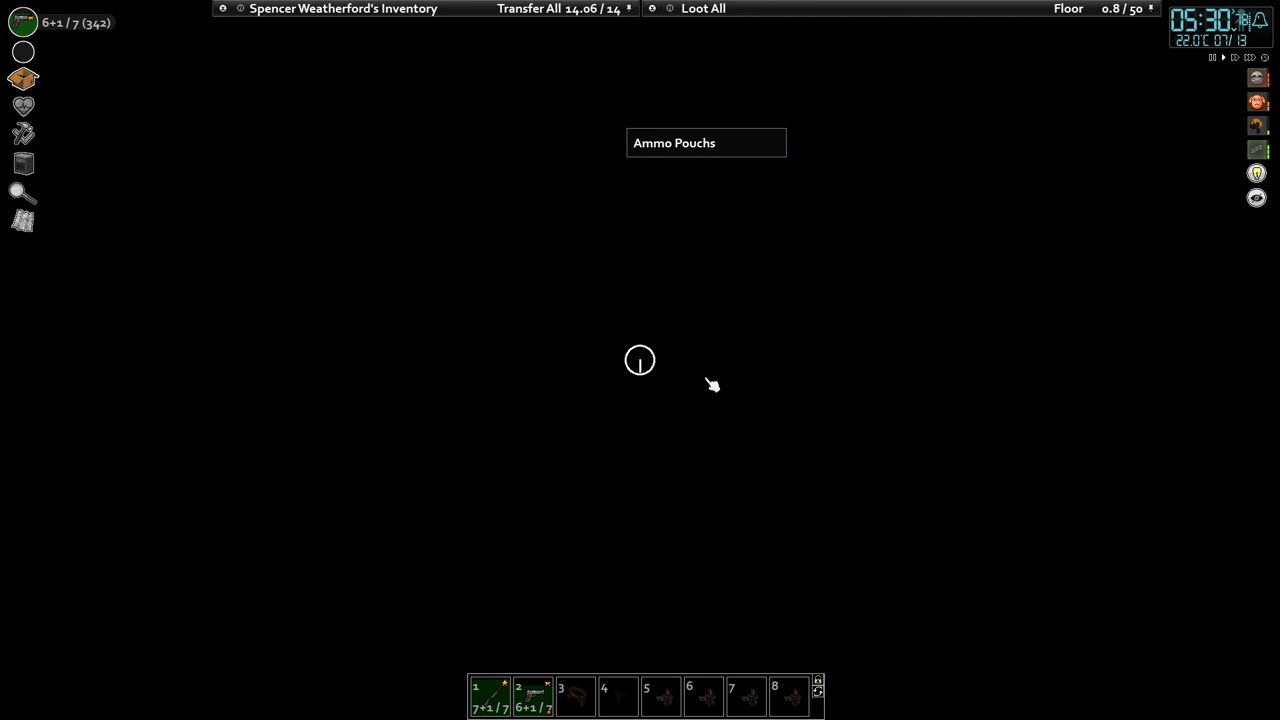 6+1 / 7 (342)
Spencer Weatherford's Inventory
Transfer All 14.06 / 14
Loot All
Floor
0.8 / 50
05:30
22.0°C 07/13
Ammo Pouchs
1
7+1 / 7
2
6+1 / 7
3
4
5
6
7
8